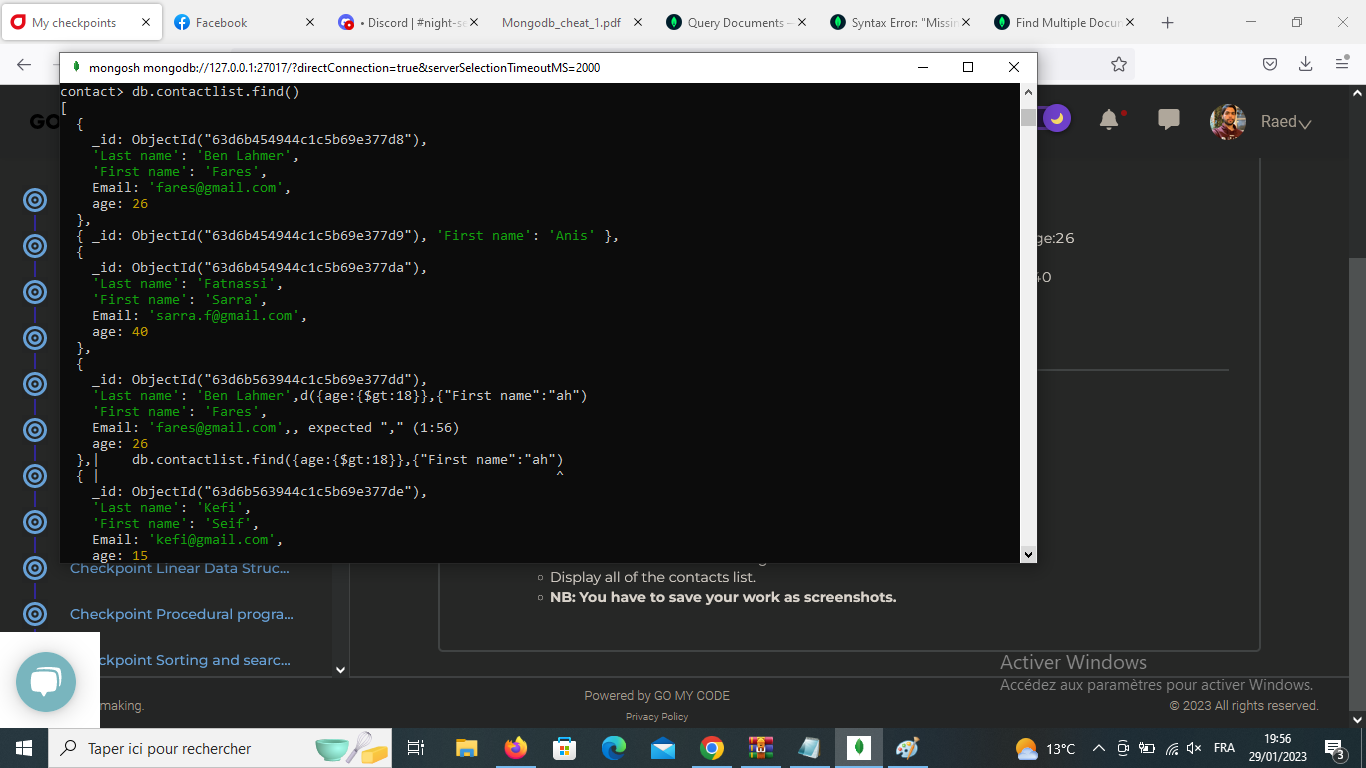 My checkpoints
Facebook
• Discord | #night-se
Mongodb_cheat_1.pdf
Query Documents —
Syntax Error: "Missin
Find Multiple Docur
mongosh mongodb://127.0.0.1:27017/?directConnection=true&serverSelectionTimeoutMS=2000
contact> db.contactlist.find()
[
{
_id: ObjectId("63d6b454944c1c5b69e377d8"),
'Last name': 'Ben Lahmer',
'First name': 'Fares',
Email: 'fares@gmail.com',
age: 26
},
{ _id: ObjectId("63d6b454944c1c5b69e377d9"), 'First name': 'Anis' },
{
_id: ObjectId("63d6b454944c1c5b69e377da"),
'Last name': 'Fatnassi',
'First name': 'Sarra',
Email: 'sarra.f@gmail.com',
age: 40
},
{
_id: ObjectId("63d6b563944c1c5b69e377dd"),
'Last name': 'Ben Lahmer',d({age:{$gt:18}},{"First name":"ah")
'First name': 'Fares',
Email: 'fares@gmail.com',, expected "," (1:56)
age: 26
},|    db.contactlist.find({age:{$gt:18}},{"First name":"ah")
{ |                                                         ^
_id: ObjectId("63d6b563944c1c5b69e377de"),
'Last name': 'Kefi',
'First name': 'Seif',
Email: 'kefi@gmail.com',
age: 15
GO
Raed
ge:26
40
Display all of the contacts list.
NB: You have to save your work as screenshots.
Checkpoint Linear Data Struc...
Checkpoint Procedural progra...
ckpoint Sorting and searc...
making.
Powered by GO MY CODE
Privacy Policy
Activer Windows
Accédez aux paramètres pour activer Windows.
© 2023 All rights reserved.
Taper ici pour rechercher
13°C
FRA
19:56
29/01/2023
3